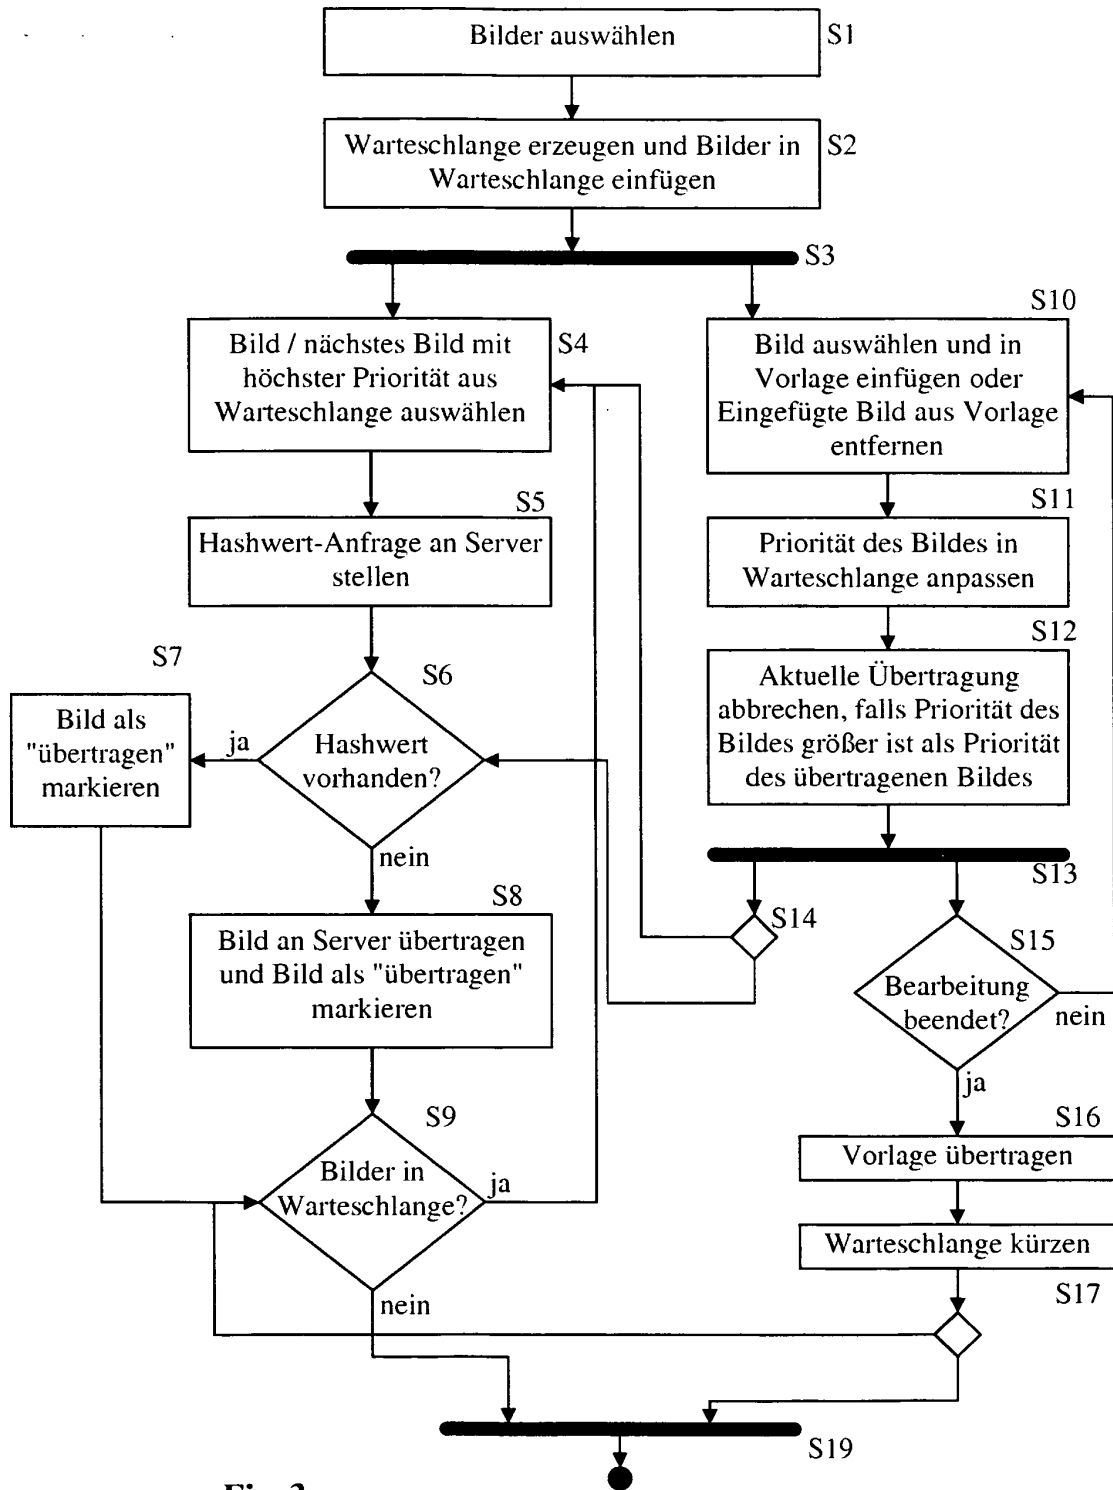 Bilder auswählen
S1
Warteschlange erzeugen und Bilder in
Warteschlange einfügen
S2
S3
Bild / nächstes Bild mit
höchster Priorität aus
Warteschlange auswählen
S4
S10
Bild auswählen und in
Vorlage einfügen oder
Eingefügte Bild aus Vorlage
entfernen
S5
Hashwert-Anfrage an Server
stellen
S11
Priorität des Bildes in
Warteschlange anpassen
S12
Aktuelle Übertragung
abbrechen, falls Priorität des
Bildes größer ist als Priorität
des übertragenen Bildes
S6
Hashwert
vorhanden?
ja
nein
S7
Bild als
"übertragen"
markieren
S13
S14
S8
Bild an Server übertragen
und Bild als "übertragen"
markieren
S15
Bearbeitung
beendet?
nein
ja
S9
Bilder in
Warteschlange?
ja
nein
S16
Vorlage übertragen
Warteschlange kürzen
S17
S19